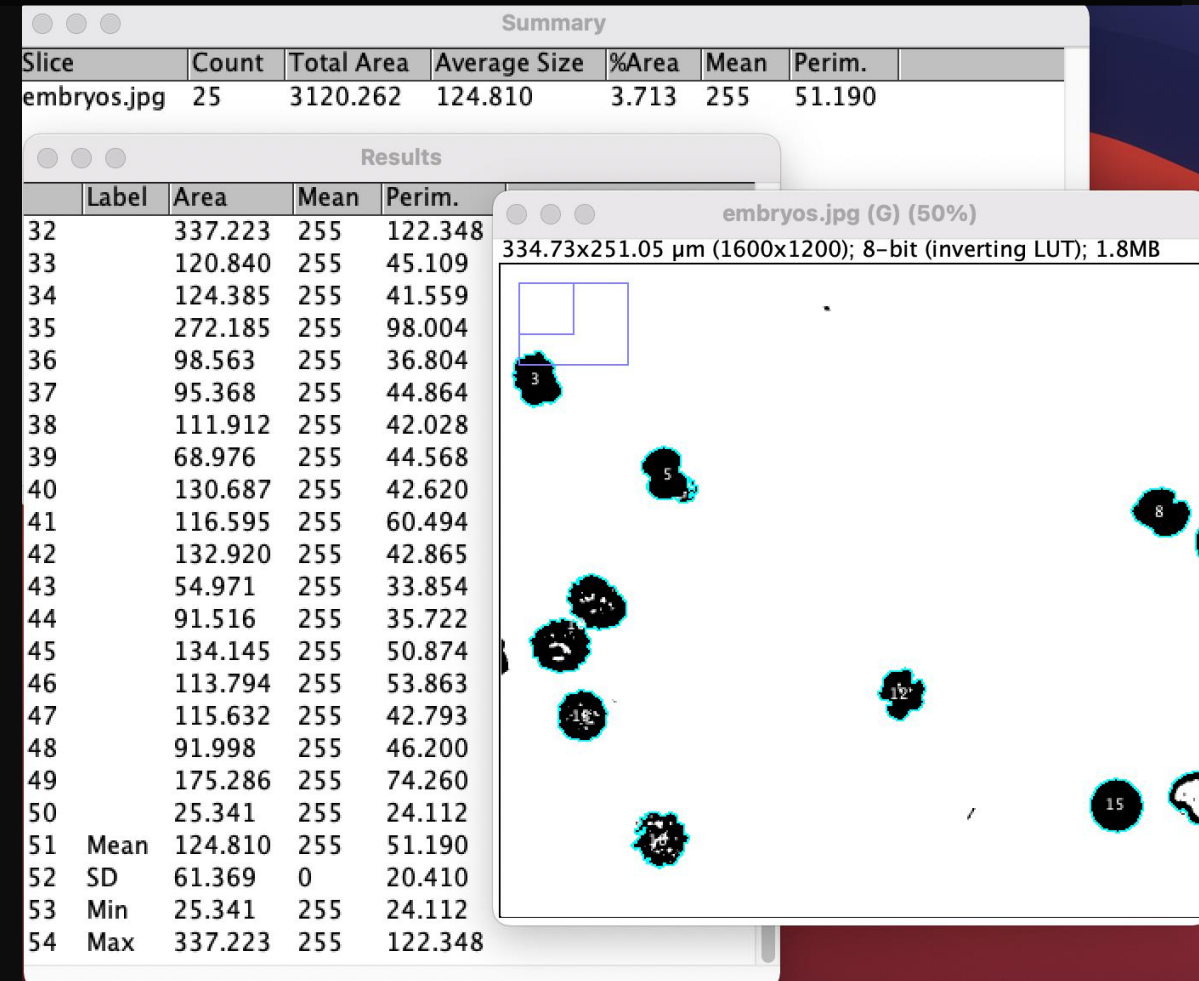 Summary
Slice Count Total Area Average Size %Area Mean Perim.
embryos.jpg 25 3120.262 124.810 3.713 255 51.190
Results
Label Area Mean Perim.
32 337.223 255 122.348
33 120.840 255 45.109
34 124.385 255 41.559
35 272.185 255 98.004
36 98.563 255 36.804
37 95.368 255 44.864
38 111.912 255 42.028
39 68.976 255 44.568
40 130.687 255 42.620
41 116.595 255 60.494
42 132.920 255 42.865
43 54.971 255 33.854
44 91.516 255 35.722
45 134.145 255 50.874
46 113.794 255 53.863
47 115.632 255 42.793
48 91.998 255 46.200
49 175.286 255 74.260
50 25.341 255 24.112
51 Mean 124.810 255 51.190
52 SD 61.369 0 20.410
53 Min 25.341 255 24.112
54 Max 337.223 255 122.348
embryos.jpg (G) (50%)
334.73x251.05 µm (1600x1200); 8-bit (inverting LUT); 1.8MB
3
5
8
12
15